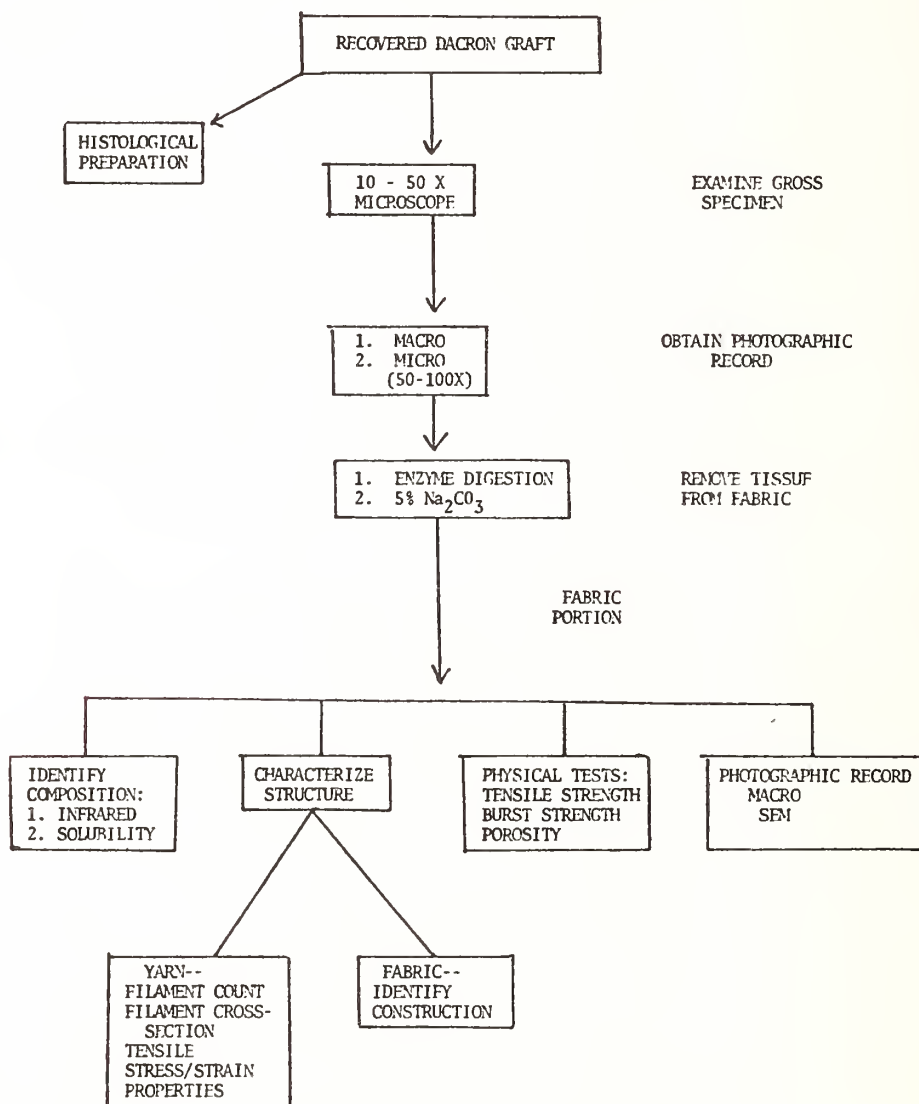 RECOVERED DACRON GRAFT
HISTOLOGICAL
PREPARATION
10 - 50 X
MICROSCOPE
EXAMINE GROSS
SPECIMEN
1. MACRO
2. MICRO
(50-100X)
OBTAIN PHOTOGRAPHIC
RECORD
1. ENZYME DIGESTION
2. 5% Na₂CO₃
REMOVE TISSUE
FROM FABRIC
FABRIC
PORTION
IDENTIFY
COMPOSITION:
1. INFRARED
2. SOLUBILITY
CHARACTERIZE
STRUCTURE
PHYSICAL TESTS:
TENSILE STRENGTH
BURST STRENGTH
POROSITY
PHOTOGRAPHIC RECORD
MACRO
SEM
YARN--
FILAMENT COUNT
FILAMENT CROSS-
SECTION
TENSILE
STRESS/STRAIN
PROPERTIES
FABRIC--
IDENTIFY
CONSTRUCTION